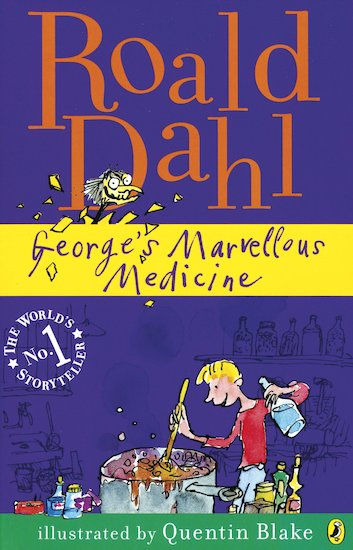 Roald
Dahl
George's Marvellous
Medicine
THE WORLD'S
No. 1
STORYTELLER
illustrated by Quentin Blake